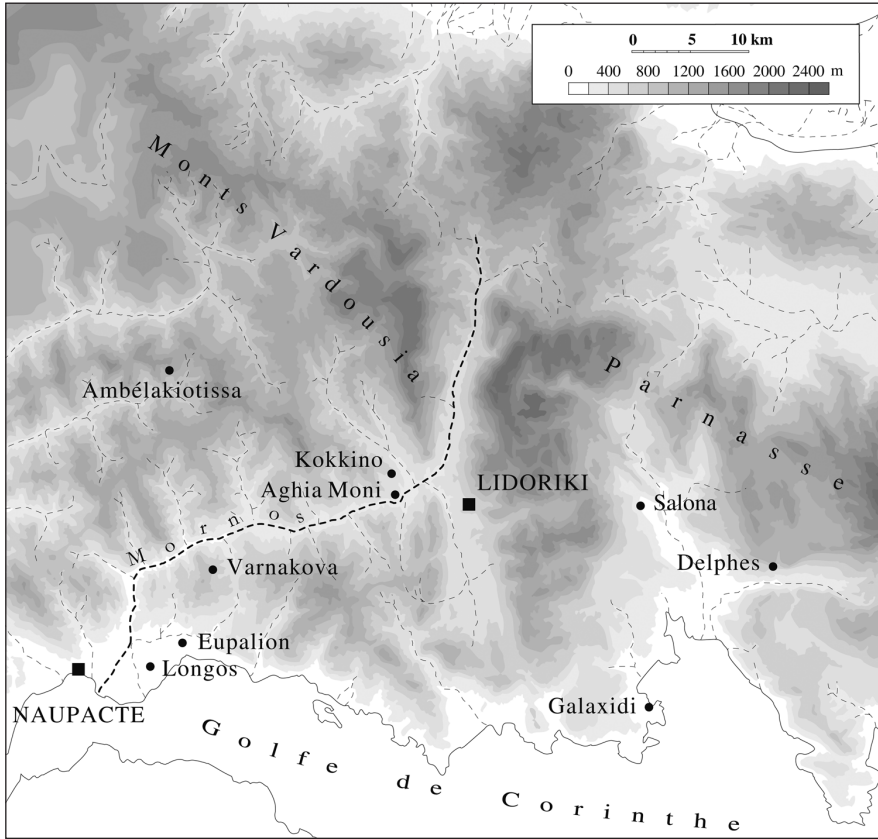 0 5 10 km
0 400 800 1200 1600 2000 2400 m
Monts Vardousia
Parnasse
Ambélakiotissa
Kokkino
Aghia Moni
LIDORIKI
Salona
Mornos
Varnakova
Delphes
Eupalion
Longos
NAUPACTE
Galaxidi
Golfe de Corinthe